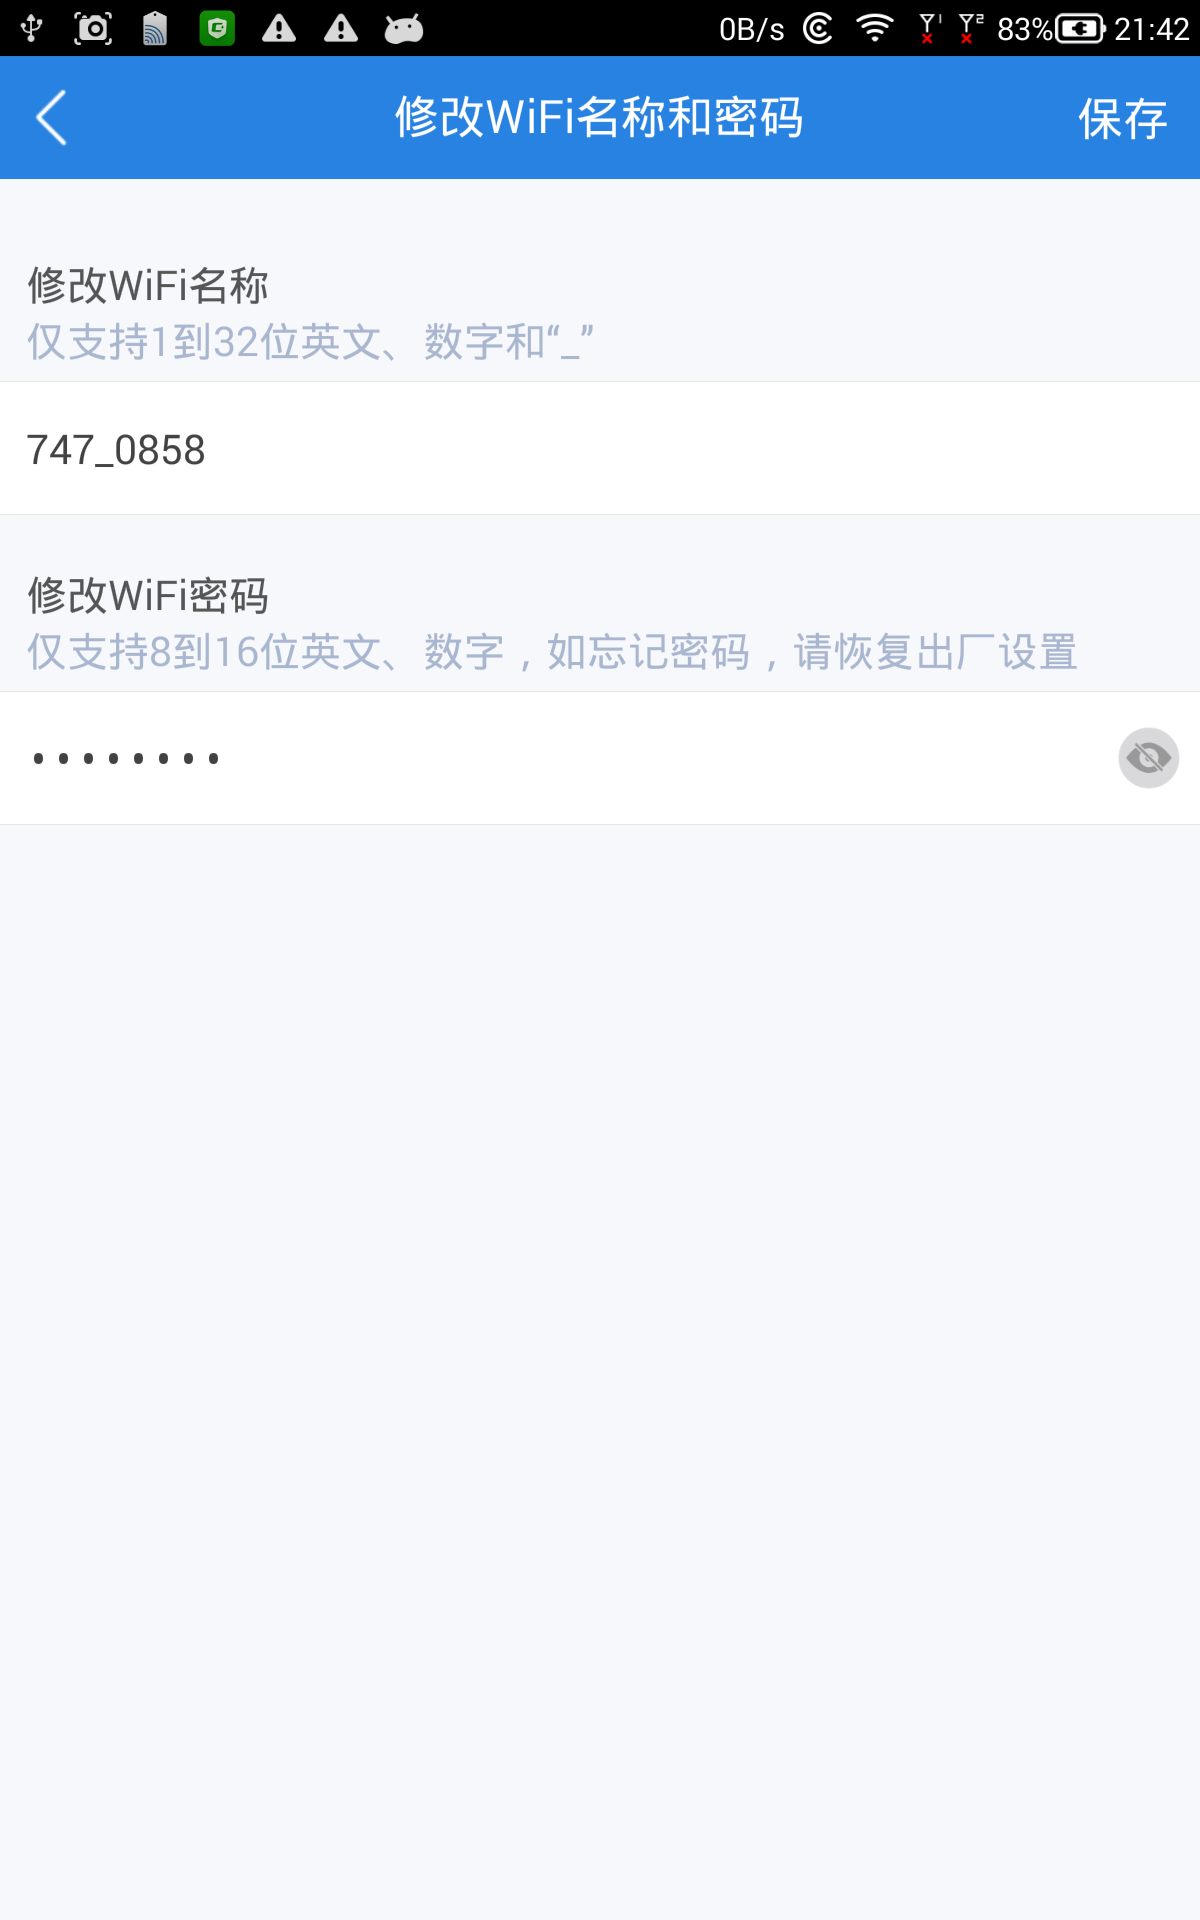 0B/s 83% 21:42
修改WiFi名称和密码 保存
修改WiFi名称
仅支持1到32位英文、数字和“_”
747_0858
修改WiFi密码
仅支持8到16位英文、数字，如忘记密码，请恢复出厂设置
••••••••